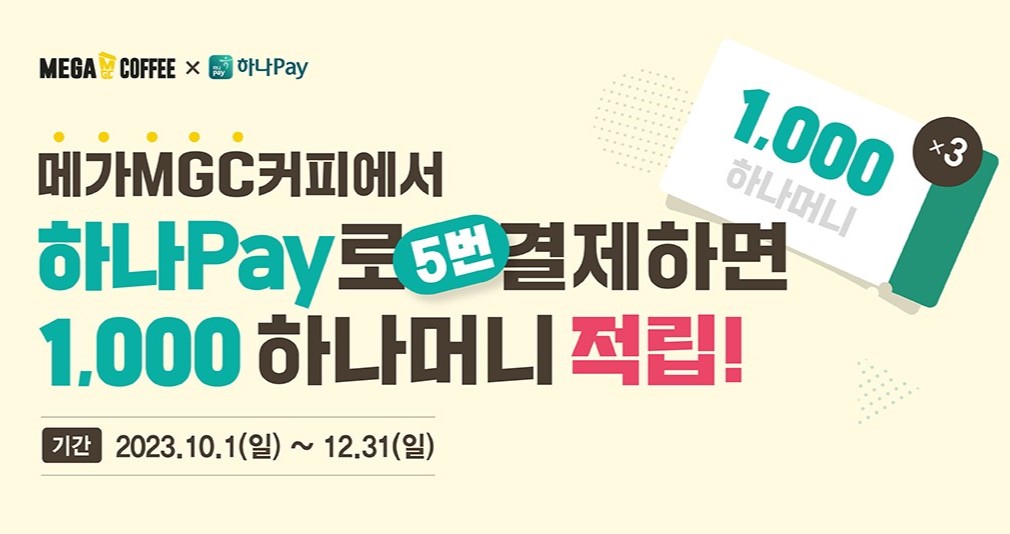 MEGA MGC COFFEE × 하나Pay
메가MGC커피에서
하나Pay로 5번 결제하면
1,000 하나머니 적립!
기간 2023.10.1(일) ~ 12.31(일)
1,000
하나머니
×3